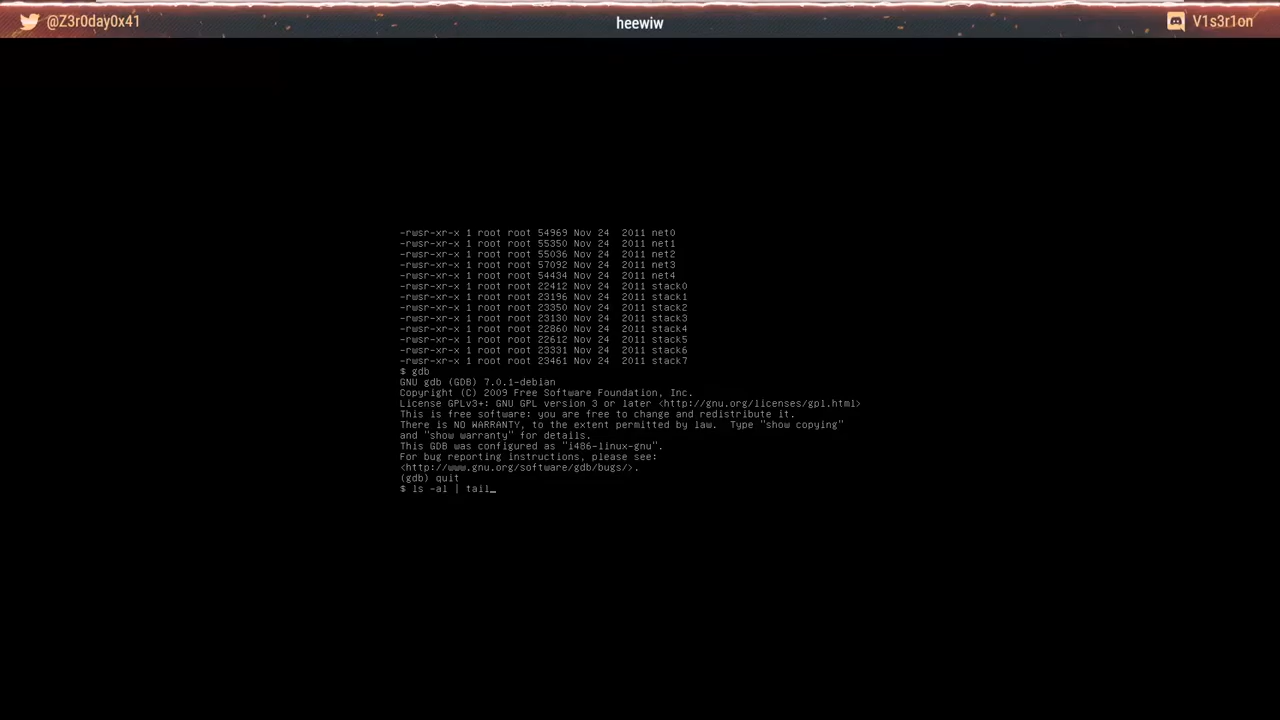 @Z3r0day0x41
heewiw
V1s3r1on
-rwsr-xr-x 1 root root 54969 Nov 24  2011 net0
-rwsr-xr-x 1 root root 55350 Nov 24  2011 net1
-rwsr-xr-x 1 root root 55036 Nov 24  2011 net2
-rwsr-xr-x 1 root root 57092 Nov 24  2011 net3
-rwsr-xr-x 1 root root 54434 Nov 24  2011 net4
-rwsr-xr-x 1 root root 22412 Nov 24  2011 stack0
-rwsr-xr-x 1 root root 23196 Nov 24  2011 stack1
-rwsr-xr-x 1 root root 23350 Nov 24  2011 stack2
-rwsr-xr-x 1 root root 23130 Nov 24  2011 stack3
-rwsr-xr-x 1 root root 22860 Nov 24  2011 stack4
-rwsr-xr-x 1 root root 22612 Nov 24  2011 stack5
-rwsr-xr-x 1 root root 23331 Nov 24  2011 stack6
-rwsr-xr-x 1 root root 23461 Nov 24  2011 stack7
$ gdb
GNU gdb (GDB) 7.0.1-debian
Copyright (C) 2009 Free Software Foundation, Inc.
License GPLv3+: GNU GPL version 3 or later <http://gnu.org/licenses/gpl.html>
This is free software: you are free to change and redistribute it.
There is NO WARRANTY, to the extent permitted by law.  Type "show copying"
and "show warranty" for details.
This GDB was configured as "i486-linux-gnu".
For bug reporting instructions, please see:
<http://www.gnu.org/software/gdb/bugs/>.
(gdb) quit
$ ls -al | tail_